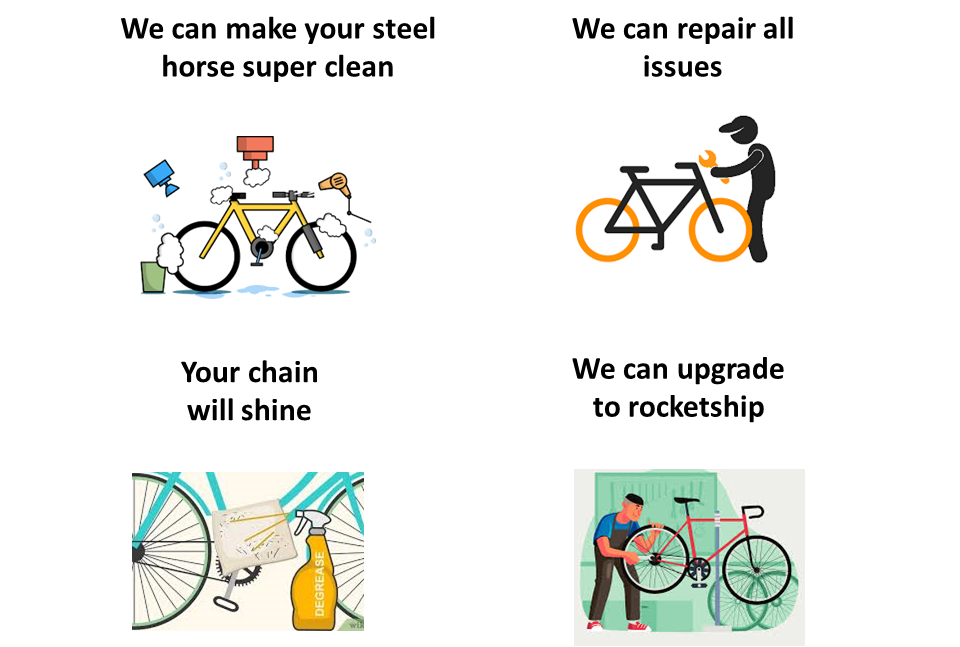 We can make your steel
horse super clean
We can repair all
issues
Your chain
will shine
We can upgrade
to rocketship
DEGREASE